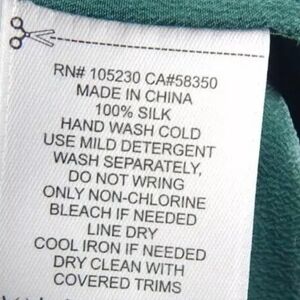 RN# 105230 CA#58350
MADE IN CHINA
100% SILK
HAND WASH COLD
USE MILD DETERGENT
WASH SEPARATELY,
DO NOT WRING
ONLY NON-CHLORINE
BLEACH IF NEEDED
LINE DRY
COOL IRON IF NEEDED
DRY CLEAN WITH
COVERED TRIMS